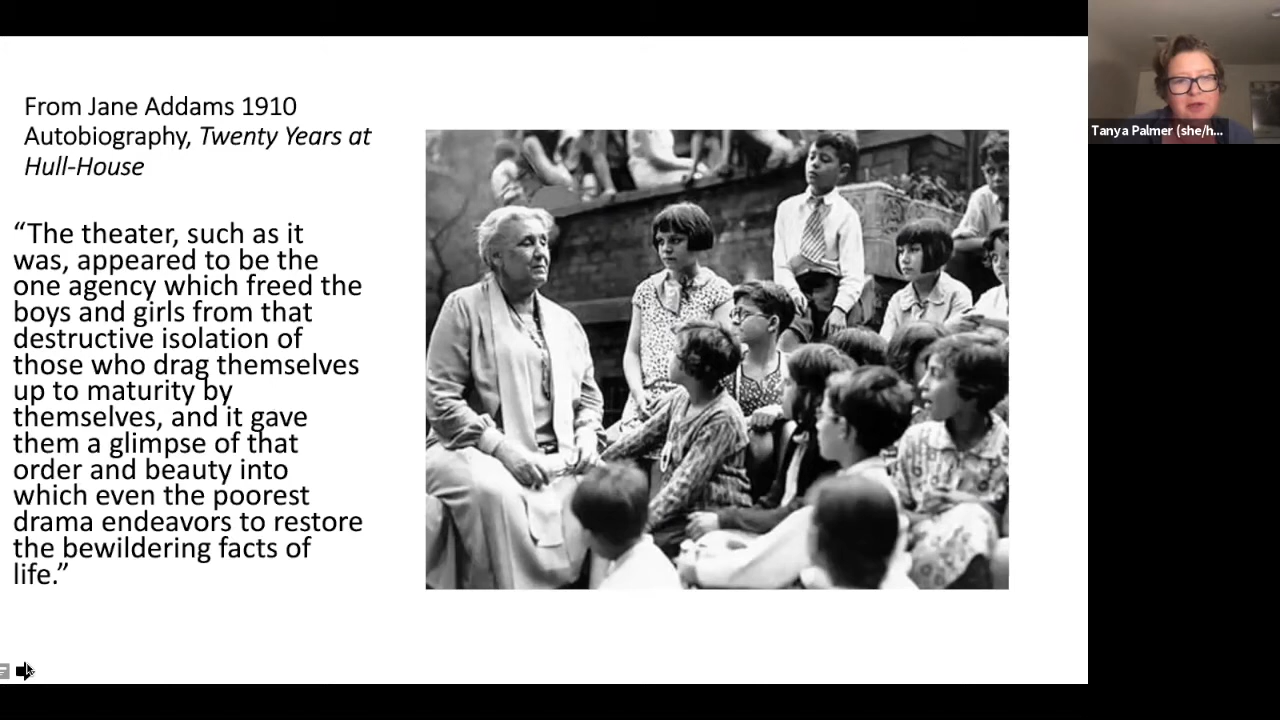 From Jane Addams 1910
Autobiography, Twenty Years at
Hull-House
“The theater, such as it
was, appeared to be the
one agency which freed the
boys and girls from that
destructive isolation of
those who drag themselves
up to maturity by
themselves, and it gave
them a glimpse of that
order and beauty into
which even the poorest
drama endeavors to restore
the bewildering facts of
life.”
Tanya Palmer (she/h...